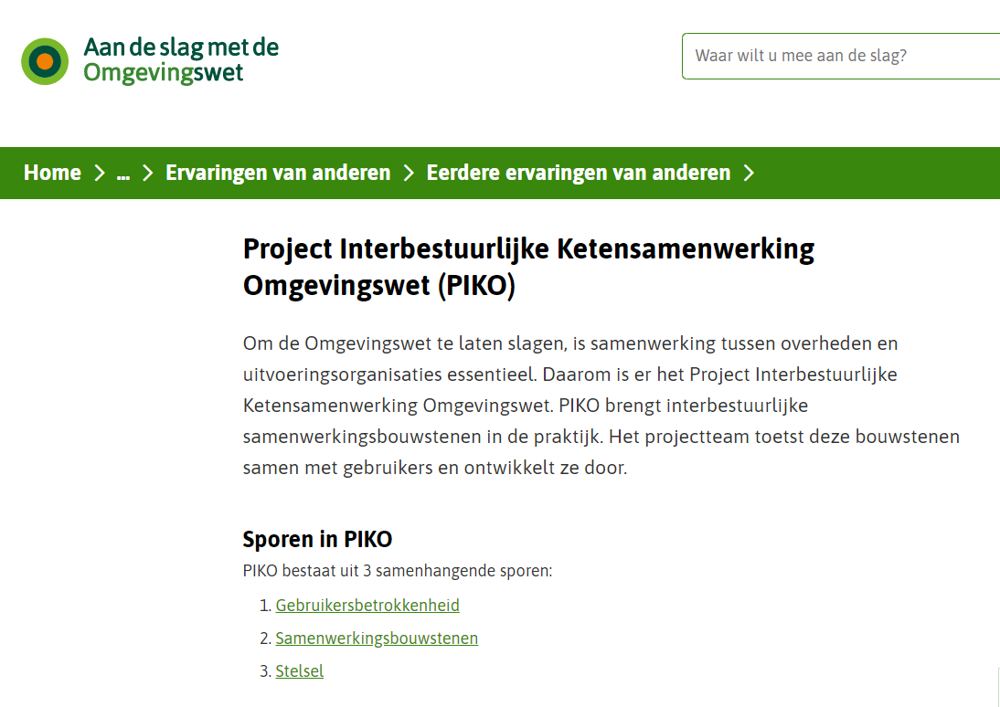 Aan de slag met de
Omgevingswet
Waar wilt u mee aan de slag?
Home > ... > Ervaringen van anderen > Eerdere ervaringen van anderen >
Project Interbestuurlijke Ketensamenwerking
Omgevingswet (PIKO)
Om de Omgevingswet te laten slagen, is samenwerking tussen overheden en
uitvoeringsorganisaties essentieel. Daarom is er het Project Interbestuurlijke
Ketensamenwerking Omgevingswet. PIKO brengt interbestuurlijke
samenwerkingsbouwstenen in de praktijk. Het projectteam toetst deze bouwstenen
samen met gebruikers en ontwikkelt ze door.
Sporen in PIKO
PIKO bestaat uit 3 samenhangende sporen:
1. Gebruikersbetrokkenheid
2. Samenwerkingsbouwstenen
3. Stelsel